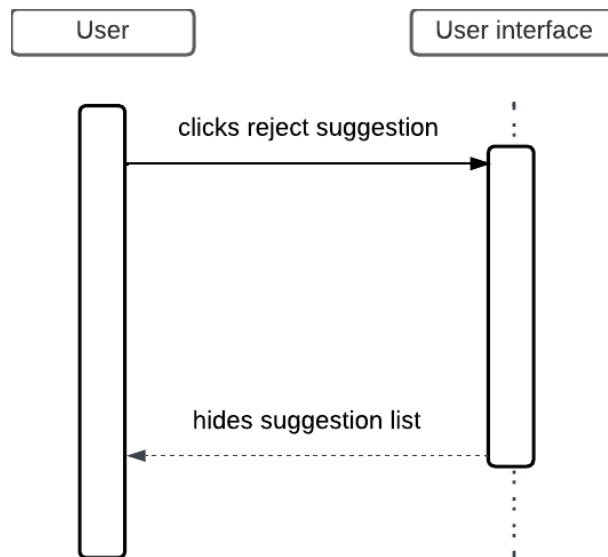 User
User interface
clicks reject suggestion
hides suggestion list